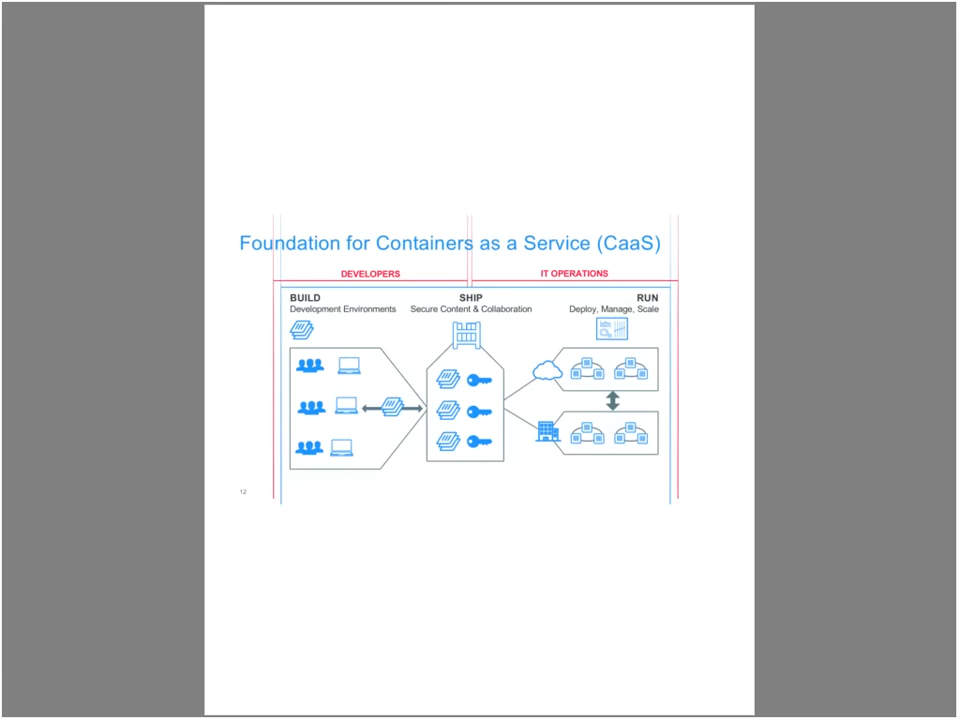 Foundation for Containers as a Service (CaaS)
DEVELOPERS
IT OPERATIONS
BUILD
Development Environments
SHIP
Secure Content & Collaboration
RUN
Deploy, Manage, Scale
12